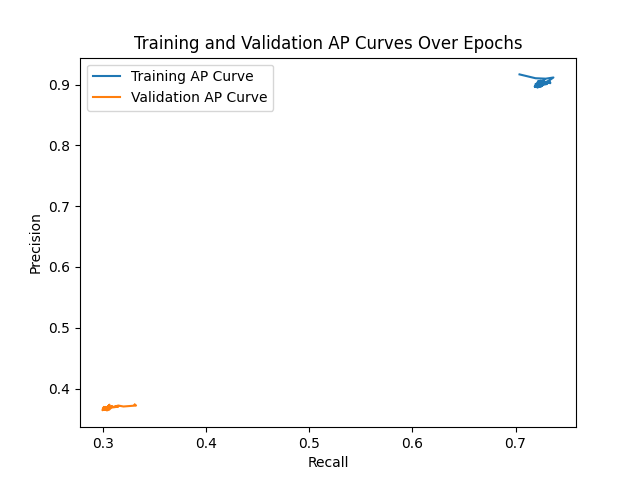 Training and Validation AP Curves Over Epochs
Training AP Curve
Validation AP Curve
Precision
0.9
0.8
0.7
0.6
0.5
0.4
0.3 0.4 0.5 0.6 0.7
Recall